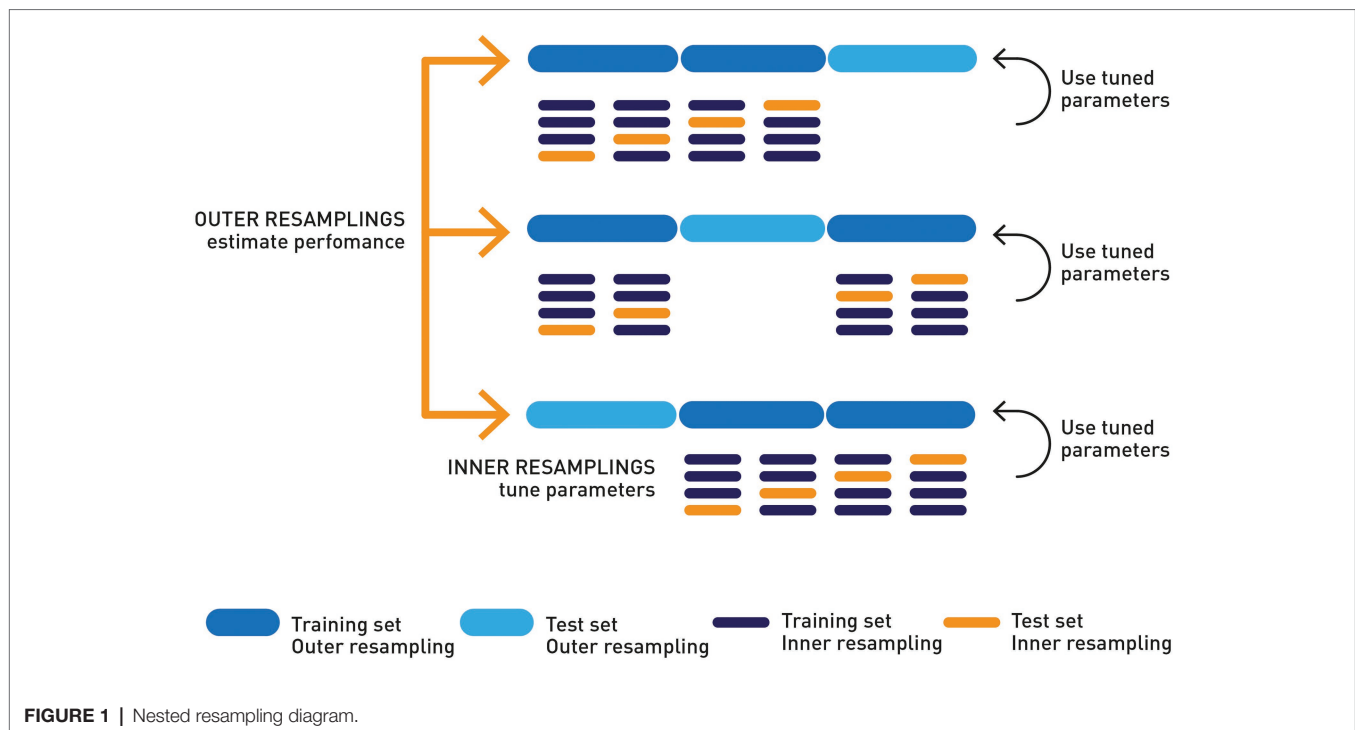 Use tuned
parameters
OUTER RESAMPLINGS
estimate perfomance
Use tuned
parameters
INNER RESAMPLINGS
tune parameters
Use tuned
parameters
Training set
Outer resampling
Test set
Outer resampling
Training set
Inner resampling
Test set
Inner resampling
FIGURE 1 | Nested resampling diagram.